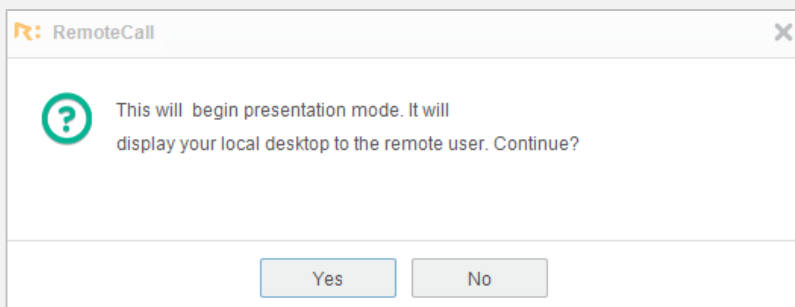 RemoteCall
This will  begin presentation mode. It will
display your local desktop to the remote user. Continue?
Yes
No